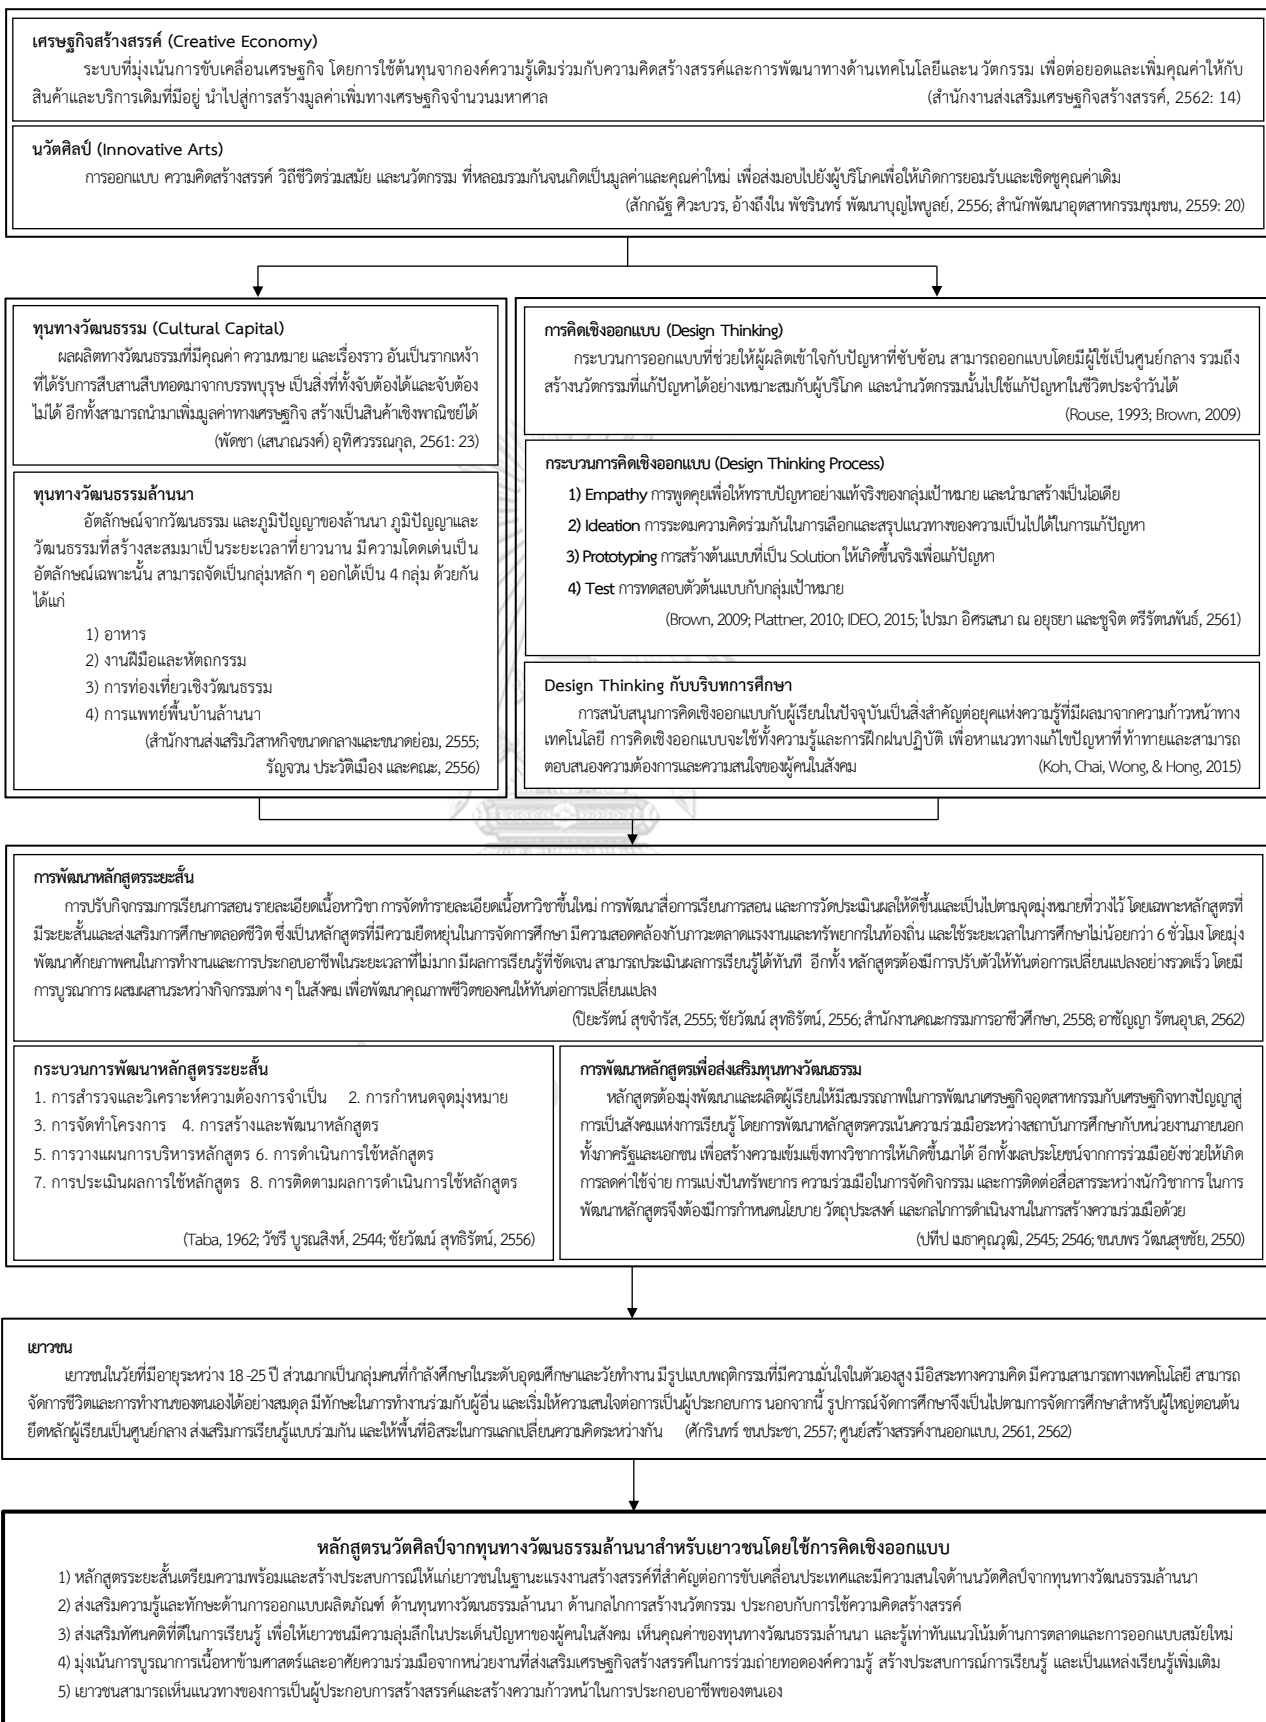 เศรษฐกิจสร้างสรรค์ (Creative Economy)
ระบบที่มุ่งเน้นการขับเคลื่อนเศรษฐกิจ โดยการใช้ต้นทุนจากองค์ความรู้เดิมร่วมกับความคิดสร้างสรรค์และการพัฒนาทางด้านเทคโนโลยีและนวัตกรรม เพื่อต่อยอดและเพิ่มคุณค่าให้กับ
สินค้าและบริการเดิมที่มีอยู่ นำไปสู่การสร้างมูลค่าเพิ่มทางเศรษฐกิจจำนวนมหาศาล (สำนักงานส่งเสริมเศรษฐกิจสร้างสรรค์, 2562: 14)
นวัตศิลป์ (Innovative Arts)
การออกแบบ ความคิดสร้างสรรค์ วิถีชีวิตร่วมสมัย และนวัตกรรม ที่หลอมรวมกันจนเกิดเป็นมูลค่าและคุณค่าใหม่ เพื่อส่งมอบไปยังผู้บริโภคเพื่อให้เกิดการยอมรับและเชิดชูคุณค่าเดิม
(สักกฉัฐ ศิวะบวร, อ้างถึงใน พัชรินทร์ พัฒนาบุญไพบูลย์, 2556; สำนักพัฒนาอุตสาหกรรมชุมชน, 2559: 20)
ทุนทางวัฒนธรรม (Cultural Capital)
ผลผลิตทางวัฒนธรรมที่มีคุณค่า ความหมาย และเรื่องราว อันเป็นรากเหง้า
ที่ได้รับการสืบสานสืบทอดมาจากบรรพบุรุษ เป็นสิ่งที่ทั้งจับต้องได้และจับต้อง
ไม่ได้ อีกทั้งสามารถนำมาเพิ่มมูลค่าทางเศรษฐกิจ สร้างเป็นสินค้าเชิงพาณิชย์ได้
(พัดชา (เสนาณรงค์) อุทิศวรรณกุล, 2561: 23)
ทุนทางวัฒนธรรมล้านนา
อัตลักษณ์จากวัฒนธรรม และภูมิปัญญาของล้านนา ภูมิปัญญาและ
วัฒนธรรมที่สร้างสะสมมาเป็นระยะเวลาที่ยาวนาน มีความโดดเด่นเป็น
อัตลักษณ์เฉพาะนั้น สามารถจัดเป็นกลุ่มหลัก ๆ ออกได้เป็น 4 กลุ่ม ด้วยกัน
ได้แก่
1) อาหาร
2) งานฝีมือและหัตถกรรม
3) การท่องเที่ยวเชิงวัฒนธรรม
4) การแพทย์พื้นบ้านล้านนา
(สำนักงานส่งเสริมวิสาหกิจขนาดกลางและขนาดย่อม, 2555;
รัญจวน ประวัติเมือง และคณะ, 2556)
การคิดเชิงออกแบบ (Design Thinking)
กระบวนการออกแบบที่ช่วยให้ผู้ผลิตเข้าใจกับปัญหาที่ซับซ้อน สามารถออกแบบโดยมีผู้ใช้เป็นศูนย์กลาง รวมถึง
สร้างนวัตกรรมที่แก้ปัญหาได้อย่างเหมาะสมกับผู้บริโภค และนำนวัตกรรมนั้นไปใช้แก้ปัญหาในชีวิตประจำวันได้
(Rouse, 1993; Brown, 2009)
กระบวนการคิดเชิงออกแบบ (Design Thinking Process)
1) Empathy การพูดคุยเพื่อให้ทราบปัญหาอย่างแท้จริงของกลุ่มเป้าหมาย และนำมาสร้างเป็นไอเดีย
2) Ideation การระดมความคิดร่วมกันในการเลือกและสรุปแนวทางของความเป็นไปได้ในการแก้ปัญหา
3) Prototyping การสร้างต้นแบบที่เป็น Solution ให้เกิดขึ้นจริงเพื่อแก้ปัญหา
4) Test การทดสอบตัวต้นแบบกับกลุ่มเป้าหมาย
(Brown, 2009; Plattner, 2010; IDEO, 2015; ไปรมา อิศรเสนา ณ อยุธยา และชูจิต ตรีรัตนพันธ์, 2561)
Design Thinking กับบริบทการศึกษา
การสนับสนุนการคิดเชิงออกแบบกับผู้เรียนในปัจจุบันเป็นสิ่งสำคัญต่อยุคแห่งความรู้ที่มีผลมาจากความก้าวหน้าทาง
เทคโนโลยี การคิดเชิงออกแบบจะใช้ทั้งความรู้และการฝึกฝนปฏิบัติ เพื่อหาแนวทางแก้ไขปัญหาที่ท้าทายและสามารถ
ตอบสนองความต้องการและความสนใจของผู้คนในสังคม (Koh, Chai, Wong, & Hong, 2015)
การพัฒนาหลักสูตรระยะสั้น
การปรับกิจกรรมการเรียนการสอน รายละเอียดเนื้อหาวิชา การจัดทำรายละเอียดเนื้อหาวิชาขึ้นใหม่ การพัฒนาสื่อการเรียนการสอน และการวัดประเมินผลให้ดีขึ้นและเป็นไปตามจุดมุ่งหมายที่วางไว้ โดยเฉพาะหลักสูตรที่
มีระยะสั้นและส่งเสริมการศึกษาตลอดชีวิต ซึ่งเป็นหลักสูตรที่มีความยืดหยุ่นในการจัดการศึกษา มีความสอดคล้องกับภาวะตลาดแรงงานและทรัพยากรในท้องถิ่น และใช้ระยะเวลาในการศึกษาไม่น้อยกว่า 6 ชั่วโมง โดยมุ่ง
พัฒนาศักยภาพคนในการทำงานและการประกอบอาชีพในระยะเวลาที่ไม่มาก มีผลการเรียนรู้ที่ชัดเจน สามารถประเมินผลการเรียนรู้ได้ทันที อีกทั้ง หลักสูตรต้องมีการปรับตัวให้ทันต่อการเปลี่ยนแปลงอย่างรวดเร็ว โดยมี
การบูรณาการ ผสมผสานระหว่างกิจกรรมต่าง ๆ ในสังคม เพื่อพัฒนาคุณภาพชีวิตของคนให้ทันต่อการเปลี่ยนแปลง
(ปิยะรัตน์ สุขจำรัส, 2555; ชัยวัฒน์ สุทธิรัตน์, 2556; สำนักงานคณะกรรมการอาชีวศึกษา, 2558; อาชัญญา รัตนอุบล, 2562)
กระบวนการพัฒนาหลักสูตรระยะสั้น
1. การสำรวจและวิเคราะห์ความต้องการจำเป็น 2. การกำหนดจุดมุ่งหมาย
3. การจัดทำโครงการ 4. การสร้างและพัฒนาหลักสูตร
5. การวางแผนการบริหารหลักสูตร 6. การดำเนินการใช้หลักสูตร
7. การประเมินผลการใช้หลักสูตร 8. การติดตามผลการดำเนินการใช้หลักสูตร
(Taba, 1962; วัชรี บูรณสิงห์, 2544; ชัยวัฒน์ สุทธิรัตน์, 2556)
การพัฒนาหลักสูตรเพื่อส่งเสริมทุนทางวัฒนธรรม
หลักสูตรต้องมุ่งพัฒนาและผลิตผู้เรียนให้มีสมรรถภาพในการพัฒนาเศรษฐกิจอุตสาหกรรมกับเศรษฐกิจทางปัญญาสู่
การเป็นสังคมแห่งการเรียนรู้ โดยการพัฒนาหลักสูตรควรเน้นความร่วมมือระหว่างสถาบันการศึกษากับหน่วยงานภายนอก
ทั้งภาครัฐและเอกชน เพื่อสร้างความเข้มแข็งทางวิชาการให้เกิดขึ้นมาได้ อีกทั้งผลประโยชน์จากการร่วมมือยังช่วยให้เกิด
การลดค่าใช้จ่าย การแบ่งปันทรัพยากร ความร่วมมือในการจัดกิจกรรม และการติดต่อสื่อสารระหว่างนักวิชาการ ในการ
พัฒนาหลักสูตรจึงต้องมีการกำหนดนโยบาย วัตถุประสงค์ และกลไกการดำเนินงานในการสร้างความร่วมมือด้วย
(ปทีป เมธาคุณวุฒิ, 2545; 2546; ขนบพร วัฒนสุขชัย, 2550)
เยาวชน
เยาวชนในวัยที่มีอายุระหว่าง 18 -25 ปี ส่วนมากเป็นกลุ่มคนที่กำลังศึกษาในระดับอุดมศึกษาและวัยทำงาน มีรูปแบบพฤติกรรมที่มีความมั่นใจในตัวเองสูง มีอิสระทางความคิด มีความสามารถทางเทคโนโลยี สามารถ
จัดการชีวิตและการทำงานของตนเองได้อย่างสมดุล มีทักษะในการทำงานร่วมกับผู้อื่น และเริ่มให้ความสนใจต่อการเป็นผู้ประกอบการ นอกจากนี้ รูปการณ์จัดการศึกษาจึงเป็นไปตามการจัดการศึกษาสำหรับผู้ใหญ่ตอนต้น
ยึดหลักผู้เรียนเป็นศูนย์กลาง ส่งเสริมการเรียนรู้แบบร่วมกัน และให้พื้นที่อิสระในการแลกเปลี่ยนความคิดระหว่างกัน (ศักรินทร์ ชนประชา, 2557; ศูนย์สร้างสรรค์งานออกแบบ, 2561, 2562)
หลักสูตรนวัตศิลป์จากทุนทางวัฒนธรรมล้านนาสำหรับเยาวชนโดยใช้การคิดเชิงออกแบบ
1) หลักสูตรระยะสั้นเตรียมความพร้อมและสร้างประสบการณ์ให้แก่เยาวชนในฐานะแรงงานสร้างสรรค์ที่สำคัญต่อการขับเคลื่อนประเทศและมีความสนใจด้านนวัตศิลป์จากทุนทางวัฒนธรรมล้านนา
2) ส่งเสริมความรู้และทักษะด้านการออกแบบผลิตภัณฑ์ ด้านทุนทางวัฒนธรรมล้านนา ด้านกลไกการสร้างนวัตกรรม ประกอบกับการใช้ความคิดสร้างสรรค์
3) ส่งเสริมทัศนคติที่ดีในการเรียนรู้ เพื่อให้เยาวชนมีความลุ่มลึกในประเด็นปัญหาของผู้คนในสังคม เห็นคุณค่าของทุนทางวัฒนธรรมล้านนา และรู้เท่าทันแนวโน้มด้านการตลาดและการออกแบบสมัยใหม่
4) มุ่งเน้นการบูรณาการเนื้อหาข้ามศาสตร์และอาศัยความร่วมมือจากหน่วยงานที่ส่งเสริมเศรษฐกิจสร้างสรรค์ในการร่วมถ่ายทอดองค์ความรู้ สร้างประสบการณ์การเรียนรู้ และเป็นแหล่งเรียนรู้เพิ่มเติม
5) เยาวชนสามารถเห็นแนวทางของการเป็นผู้ประกอบการสร้างสรรค์และสร้างความก้าวหน้าในการประกอบอาชีพของตนเอง